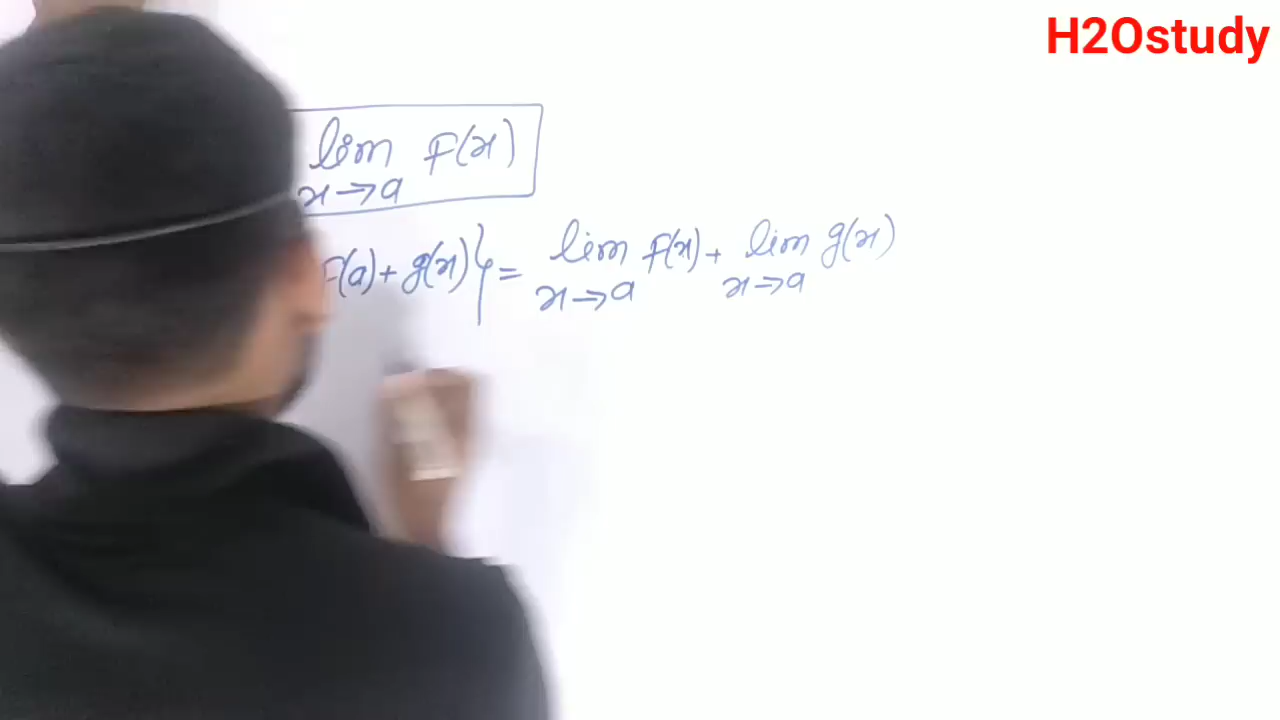 H2Ostudy
lim F(x)
x→a
F(a) + g(x)} = lim f(x) + lim g(x)
x→a x→a